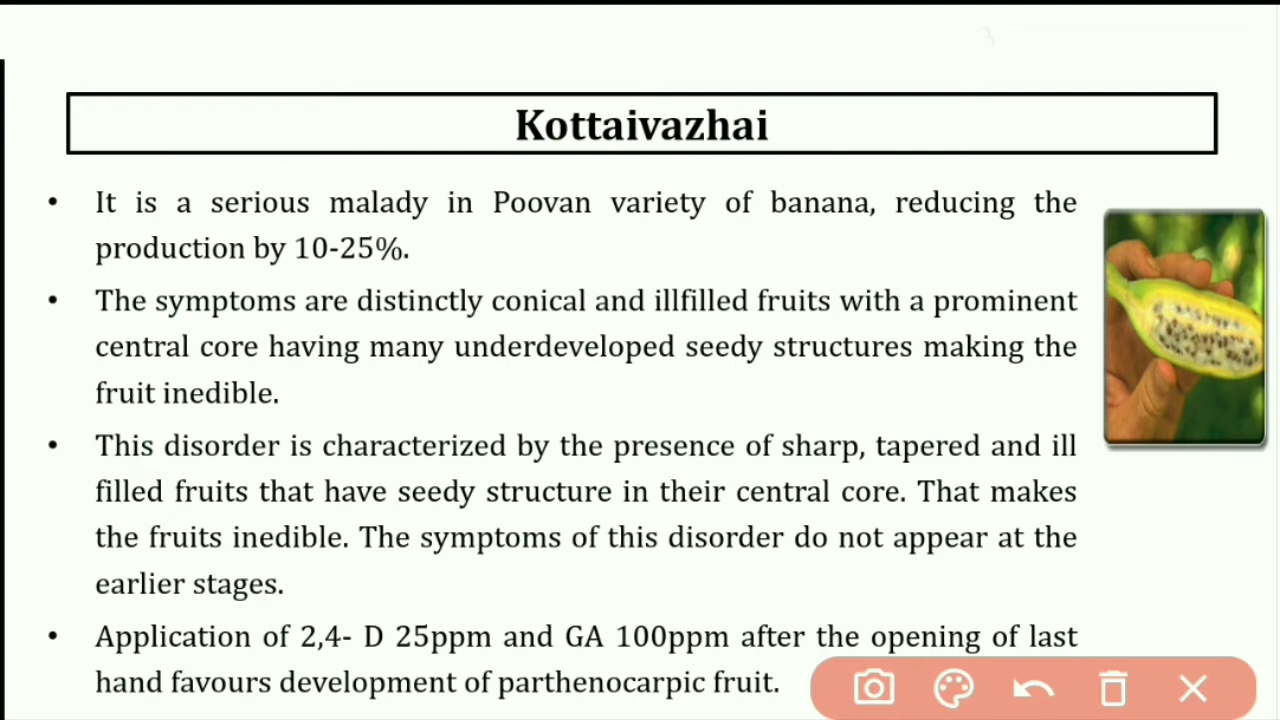 Kottaivazhai
• It is a serious malady in Poovan variety of banana, reducing the
production by 10-25%.
• The symptoms are distinctly conical and illfilled fruits with a prominent
central core having many underdeveloped seedy structures making the
fruit inedible.
• This disorder is characterized by the presence of sharp, tapered and ill
filled fruits that have seedy structure in their central core. That makes
the fruits inedible. The symptoms of this disorder do not appear at the
earlier stages.
• Application of 2,4- D 25ppm and GA 100ppm after the opening of last
hand favours development of parthenocarpic fruit.